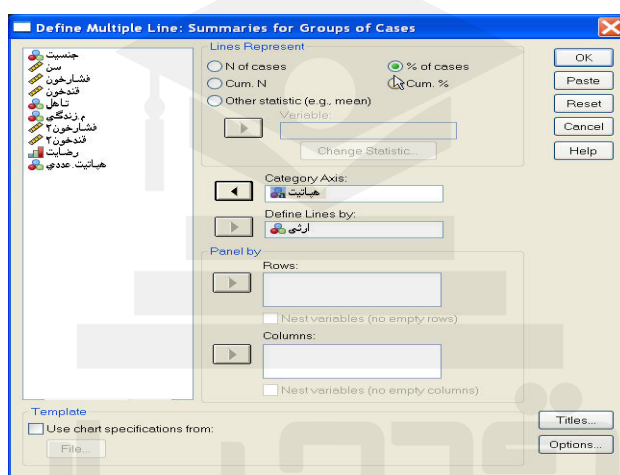 Define Multiple Line: Summaries for Groups of Cases
جنسیت
سن
فشارخون
قندخون
تاهل
م.زندگی
فشارخون۲
قندخون۲
رضایت
هپاتیت.عددي
Lines Represent
N of cases
% of cases
Cum. N
Cum. %
Other statistic (e.g., mean)
Variable:
Change Statistic...
Category Axis:
هپاتیت
Define Lines by:
ارثی
Panel by
Rows:
Nest variables (no empty rows)
Columns:
Nest variables (no empty columns)
OK
Paste
Reset
Cancel
Help
Template
Use chart specifications from:
File...
Titles...
Options...